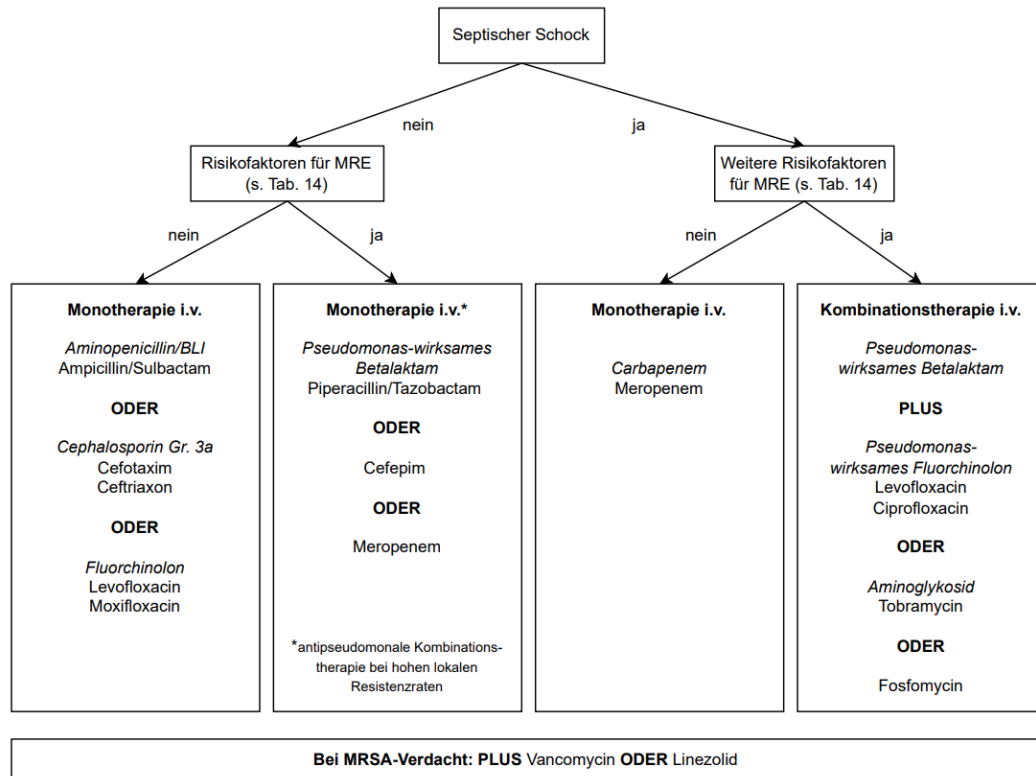 Septischer Schock
nein
ja
Risikofaktoren für MRE
(s. Tab. 14)
Weitere Risikofaktoren
für MRE (s. Tab. 14)
nein
ja
nein
ja
Monotherapie i.v.
Aminopenicillin/BLI
Ampicillin/Sulbactam
ODER
Cephalosporin Gr. 3a
Cefotaxim
Ceftriaxon
ODER
Fluorchinolon
Levofloxacin
Moxifloxacin
Monotherapie i.v.*
Pseudomonas-wirksames
Betalaktam
Piperacillin/Tazobactam
ODER
Cefepim
ODER
Meropenem
*antipseudomonale Kombinations-
therapie bei hohen lokalen
Resistenzraten
Monotherapie i.v.
Carbapenem
Meropenem
Kombinationstherapie i.v.
Pseudomonas-
wirksames Betalaktam
PLUS
Pseudomonas-
wirksames Fluorchinolon
Levofloxacin
Ciprofloxacin
ODER
Aminoglykosid
Tobramycin
ODER
Fosfomycin
Bei MRSA-Verdacht: PLUS Vancomycin ODER Linezolid